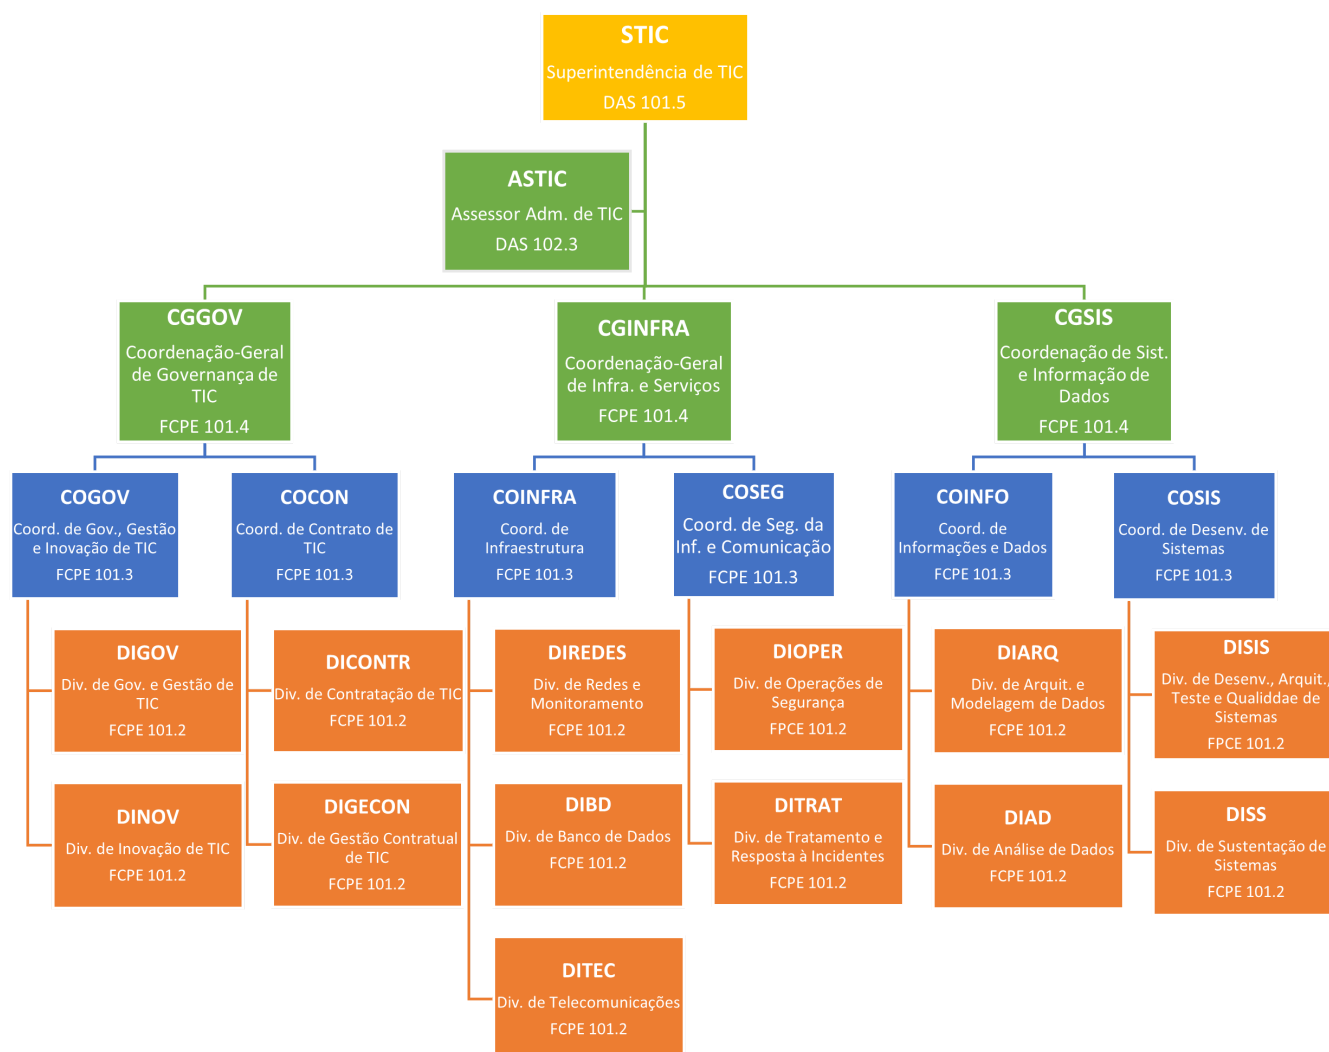 STIC
Superintendência de TIC
DAS 101.5
ASTIC
Assessor Adm. de TIC
DAS 102.3
CGGOV
Coordenação-Geral
de Governança de
TIC
FCPE 101.4
CGINFRA
Coordenação-Geral
de Infra. e Serviços
FCPE 101.4
CGSIS
Coordenação de Sist.
e Informação de
Dados
FCPE 101.4
COGOV
Coord. de Gov., Gestão
e Inovação de TIC
FCPE 101.3
COCON
Coord. de Contrato de
TIC
FCPE 101.3
COINFRA
Coord. de
Infraestrutura
FCPE 101.3
COSEG
Coord. de Seg. da
Inf. e Comunicação
FCPE 101.3
COINFO
Coord. de
Informações e Dados
FCPE 101.3
COSIS
Coord. de Desenv. de
Sistemas
FCPE 101.3
DIGOV
Div. de Gov. e Gestão de
TIC
FCPE 101.2
DICONTR
Div. de Contratação de TIC
FCPE 101.2
DIREDES
Div. de Redes e
Monitoramento
FCPE 101.2
DIOPER
Div. de Operações de
Segurança
FPCE 101.2
DIARQ
Div. de Arquit. e
Modelagem de Dados
FCPE 101.2
DISIS
Div. de Desenv., Arquit.,
Teste e Qualiddae de
Sistemas
FPCE 101.2
DINOV
Div. de Inovação de TIC
FCPE 101.2
DIGECON
Div. de Gestão Contratual
de TIC
FCPE 101.2
DIBD
Div. de Banco de Dados
FCPE 101.2
DITRAT
Div. de Tratamento e
Resposta à Incidentes
FCPE 101.2
DIAD
Div. de Análise de Dados
FCPE 101.2
DISS
Div. de Sustentação de
Sistemas
FCPE 101.2
DITEC
Div. de Telecomunicações
FCPE 101.2